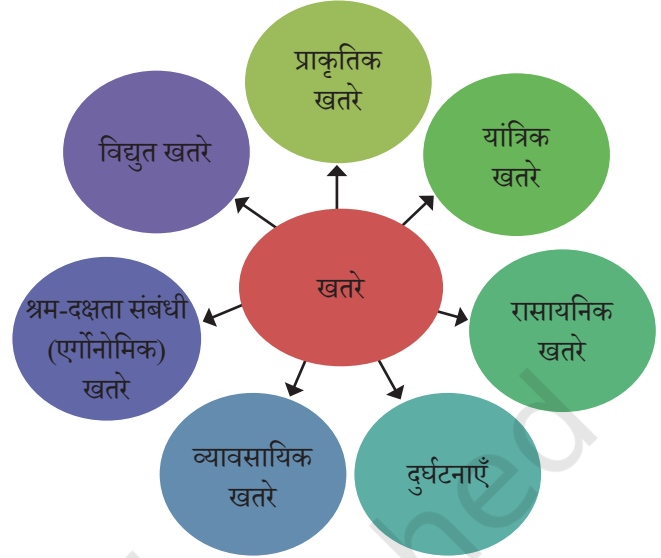 प्राकृतिक
खतरे
यांत्रिक
खतरे
रासायनिक
खतरे
दुर्घटनाएँ
व्यावसायिक
खतरे
श्रम-दक्षता संबंधी
(एर्गोनोमिक)
खतरे
विद्युत खतरे
खतरे